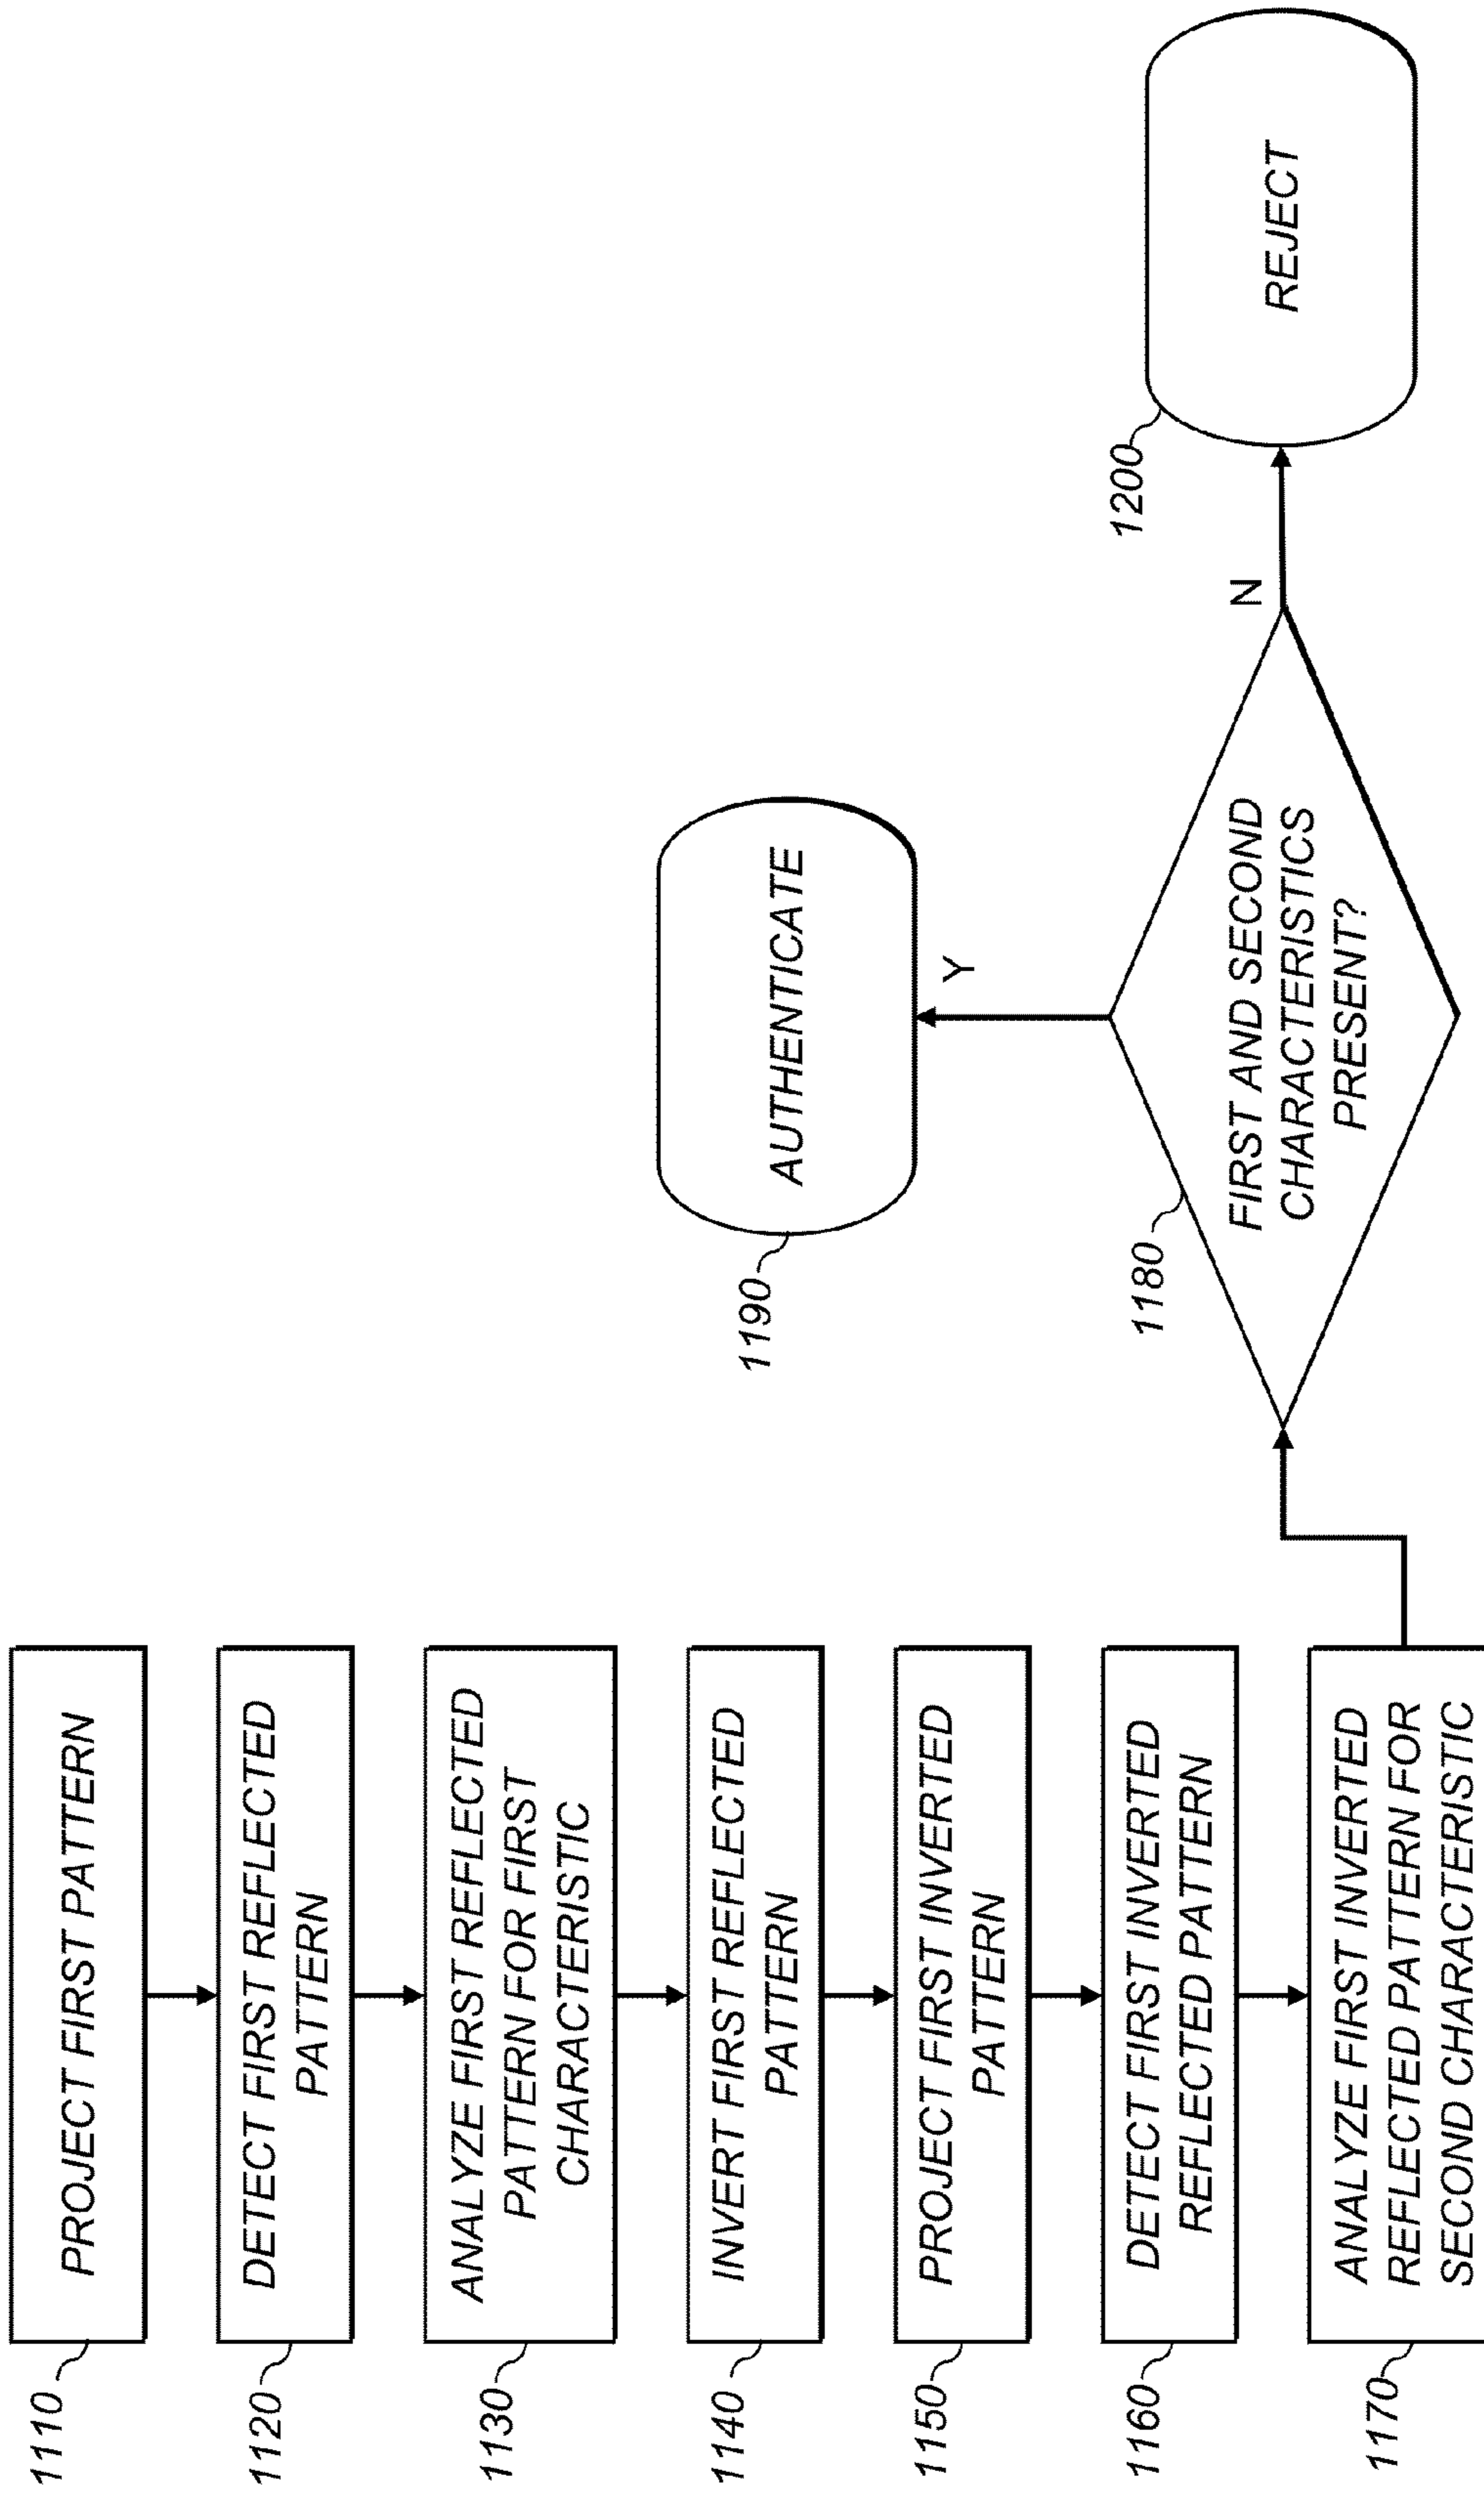 1110
PROJECT FIRST PATTERN
1120
DETECT FIRST REFLECTED
PATTERN
1130
ANALYZE FIRST REFLECTED
PATTERN FOR FIRST
CHARACTERISTIC
1140
INVERT FIRST REFLECTED
PATTERN
1150
PROJECT FIRST INVERTED
PATTERN
1160
DETECT FIRST INVERTED
REFLECTED PATTERN
1170
ANALYZE FIRST INVERTED
REFLECTED PATTERN FOR
SECOND CHARACTERISTIC
1180
FIRST AND SECOND
CHARACTERISTICS
PRESENT?
Y
1190
AUTHENTICATE
N
1200
REJECT